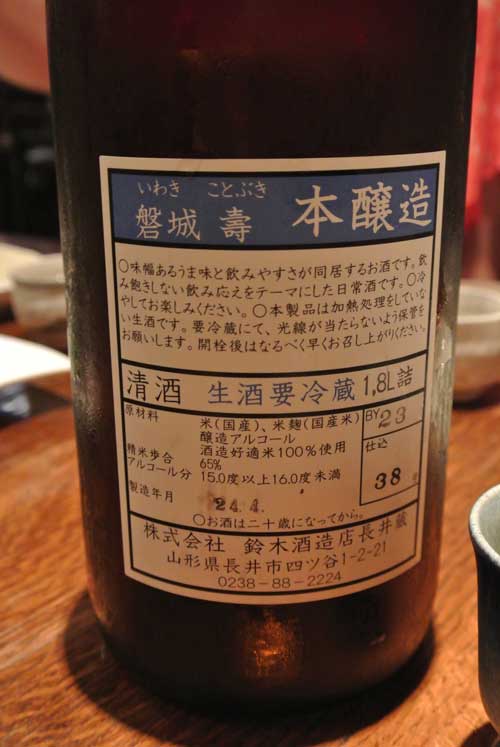 いわき ことぶき
磐城 壽 本醸造
○味幅あるうま味と飲みやすさが同居するお酒です。飲
み飽きしない飲み応えをテーマにした日常酒です。○冷
やしてお楽しみください。○本製品は加熱処理をしていな
い生酒です。要冷蔵にて、光線が当たらないよう保管を
お願いします。開栓後はなるべく早くお召し上がりください。
清酒 生酒要冷蔵 1,8L詰
原材料 米(国産)、米麹(国産米)
醸造アルコール
酒造好適米100%使用
精米歩合 65%
アルコール分 15.0度以上16.0度未満
製造年月 24.4.
BY 23
仕込 38号
○お酒は二十歳になってから。
株式会社 鈴木酒造店長井蔵
山形県長井市四ツ谷1-2-21
0238-88-2224